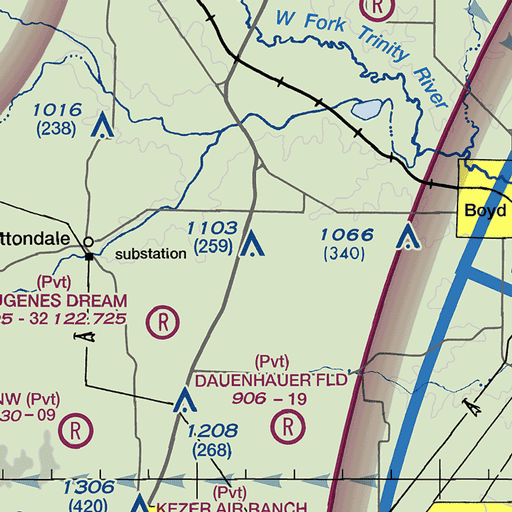 R
W Fork Trinity River
1016
(238)
Boyd
ttondale
substation
1103
(259)
1066
(340)
(Pvt)
UGENES DREAM
5 - 32 122.725
R
A
(Pvt)
DAUENHAUER FLD
906 - 19
R
NW (Pvt)
30 - 09
R
A
1208
(268)
1306
(420)
(Pvt)
KEZER AIR RANCH